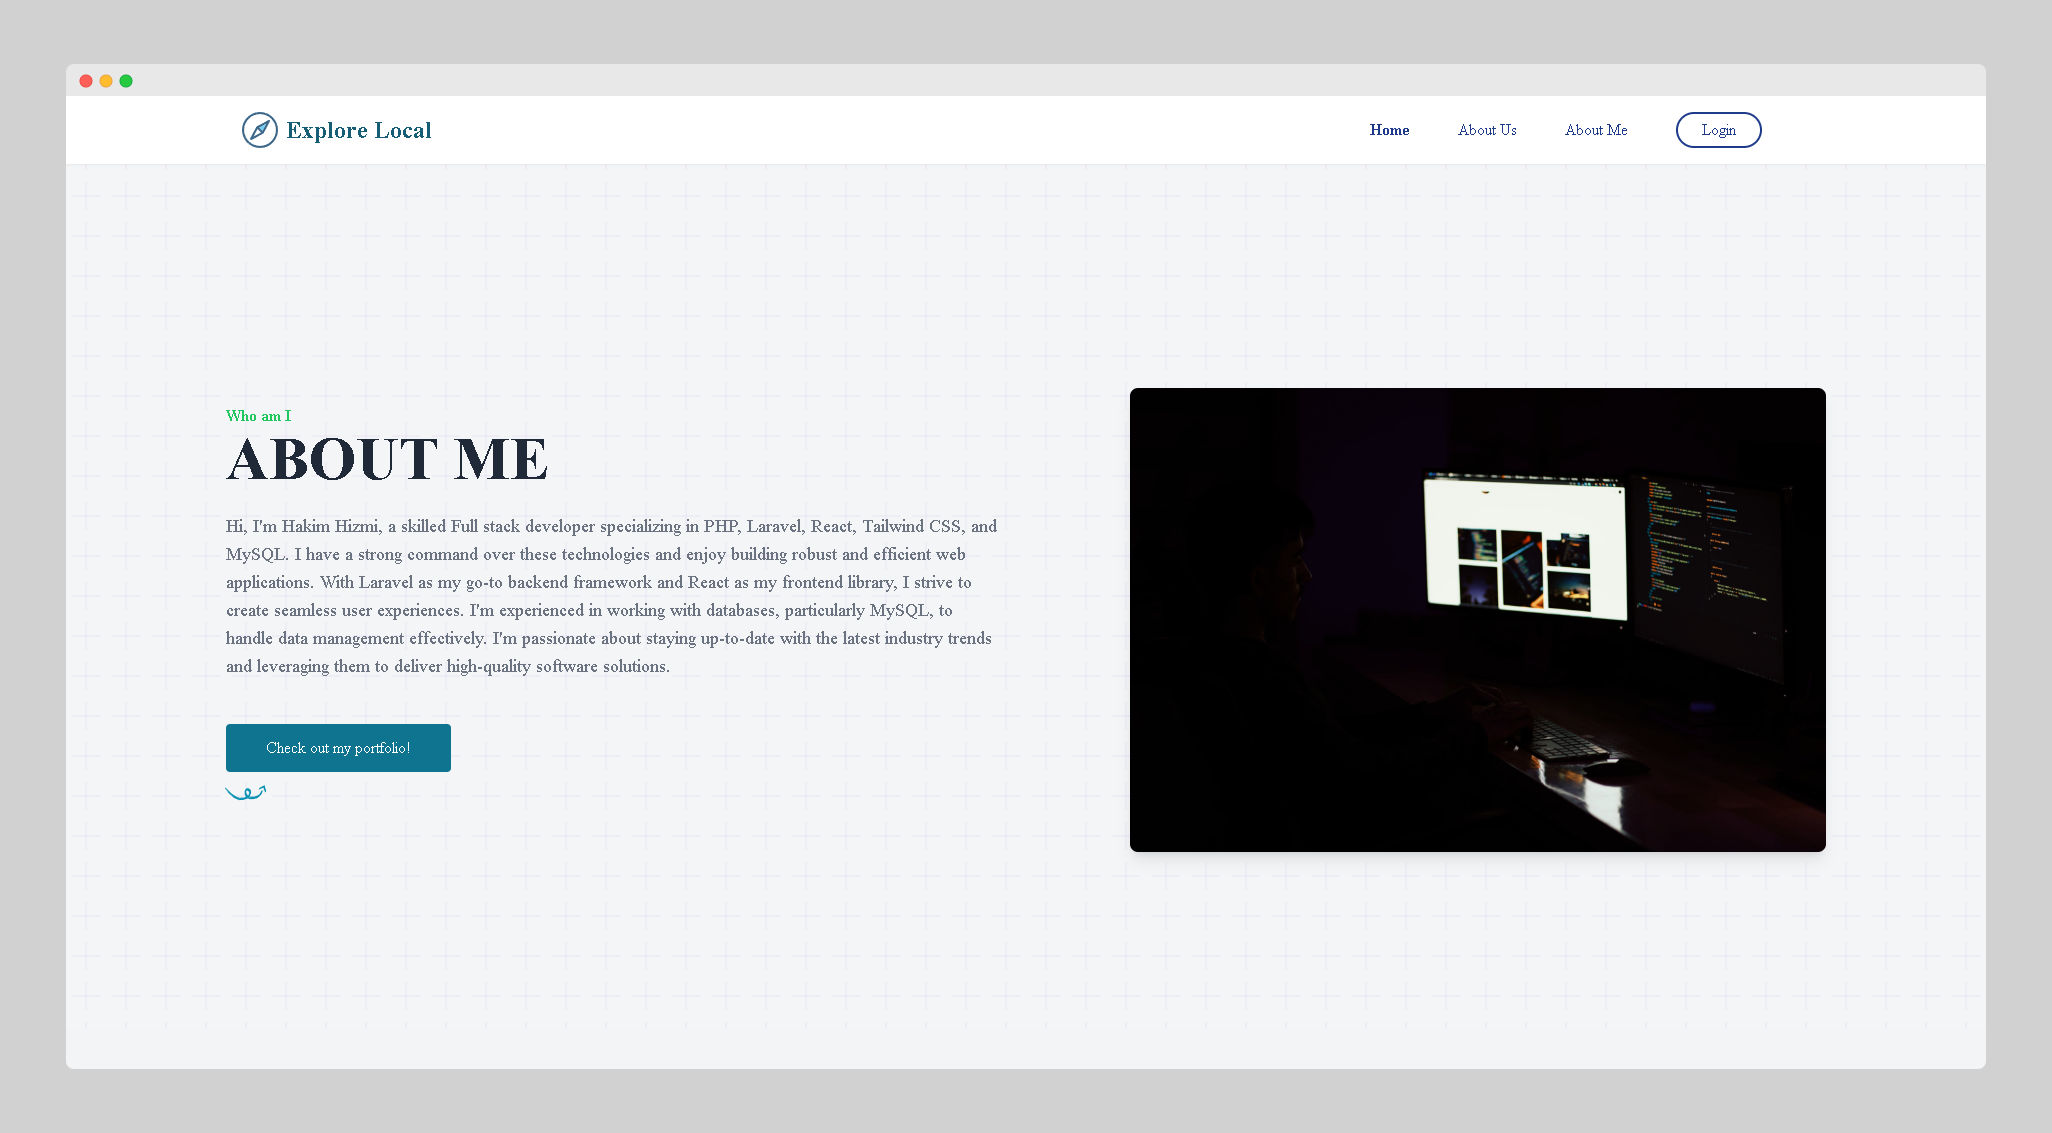 Explore Local
Home
About Us
About Me
Login
Who am I
ABOUT ME
Hi, I'm Hakim Hizmi, a skilled Full stack developer specializing in PHP, Laravel, React, Tailwind CSS, and
MySQL. I have a strong command over these technologies and enjoy building robust and efficient web
applications. With Laravel as my go-to backend framework and React as my frontend library, I strive to
create seamless user experiences. I'm experienced in working with databases, particularly MySQL, to
handle data management effectively. I'm passionate about staying up-to-date with the latest industry trends
and leveraging them to deliver high-quality software solutions.
Check out my portfolio!